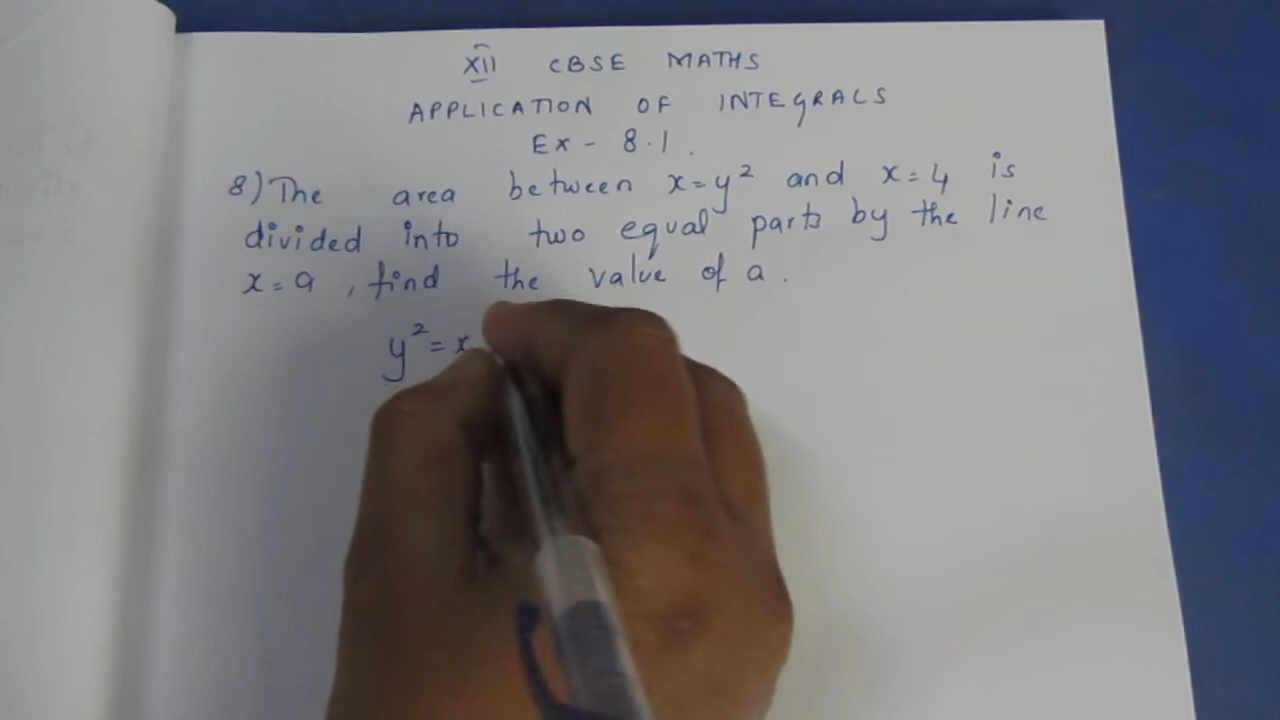 XII CBSE MATHS
APPLICATION OF INTEGRALS
Ex - 8.1.
8) The area between x=y² and x=4 is
divided into two equal parts by the line
x=a, find the value of a.
y²=x